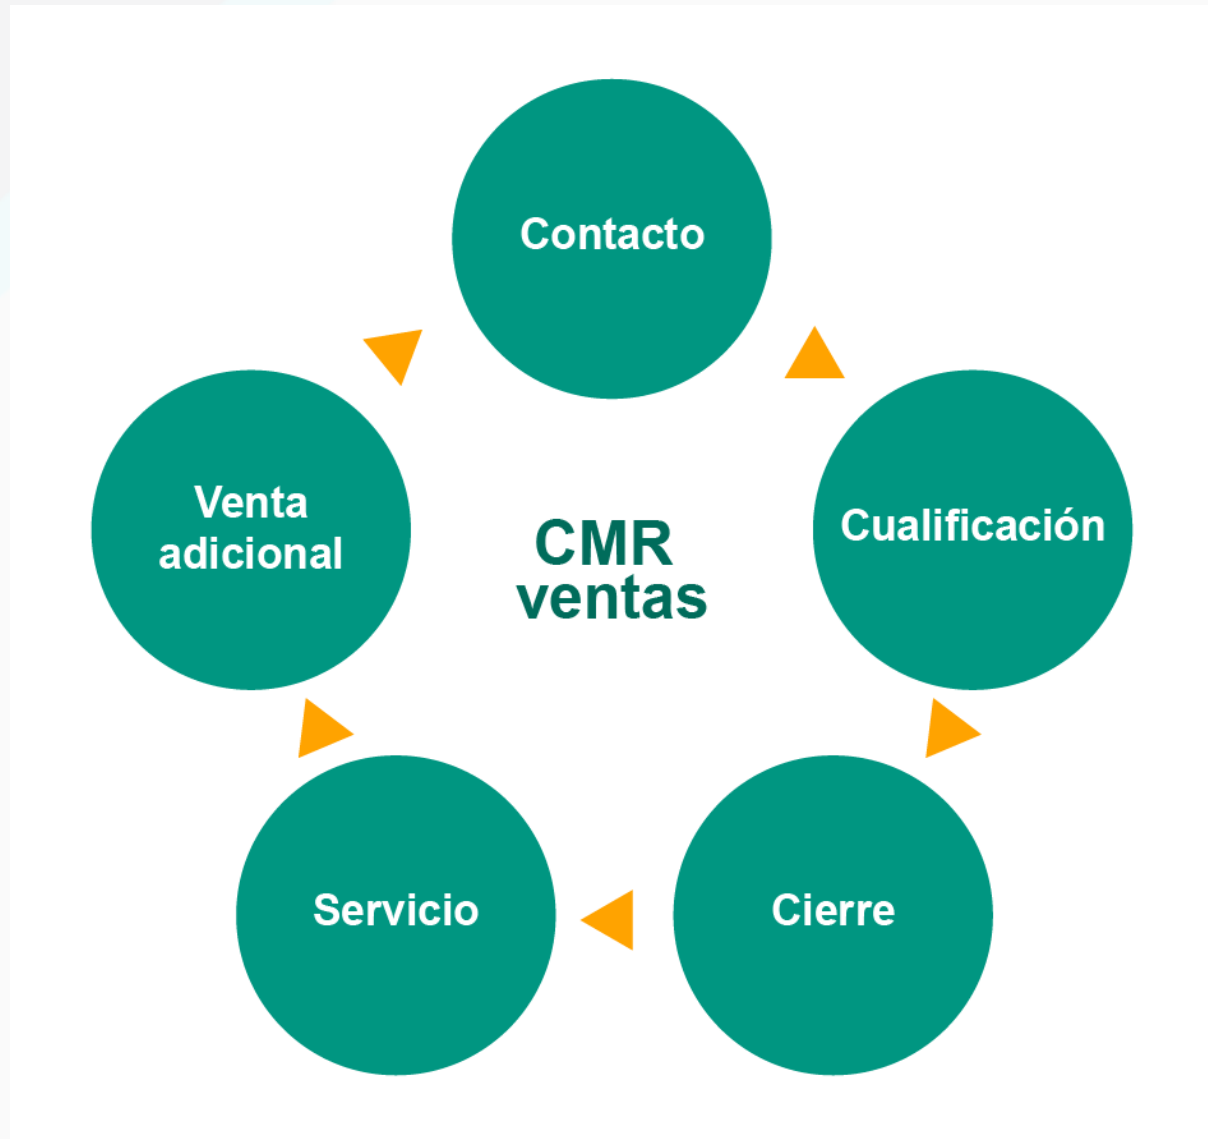 Contacto
Cualificación
Cierre
Servicio
Venta
adicional
CMR
ventas